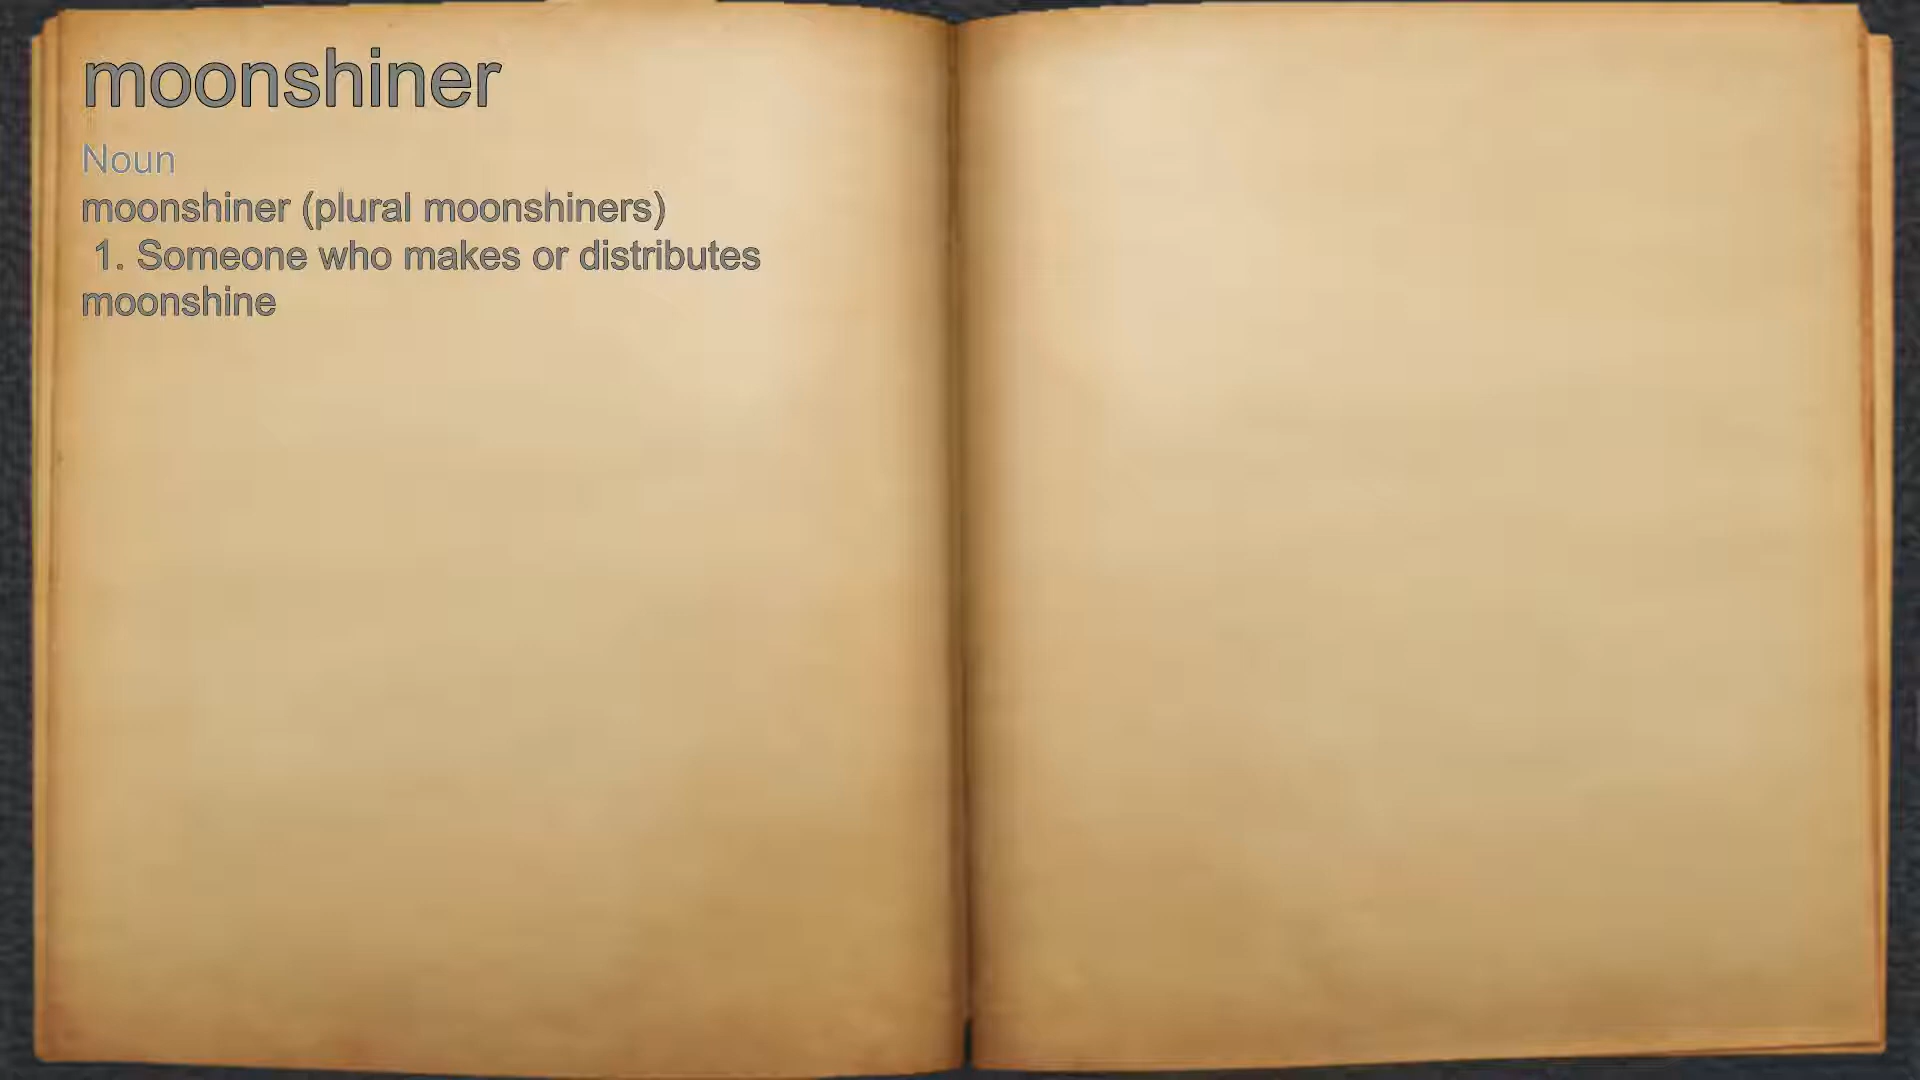 moonshiner
Noun
moonshiner (plural moonshiners)
1. Someone who makes or distributes
moonshine